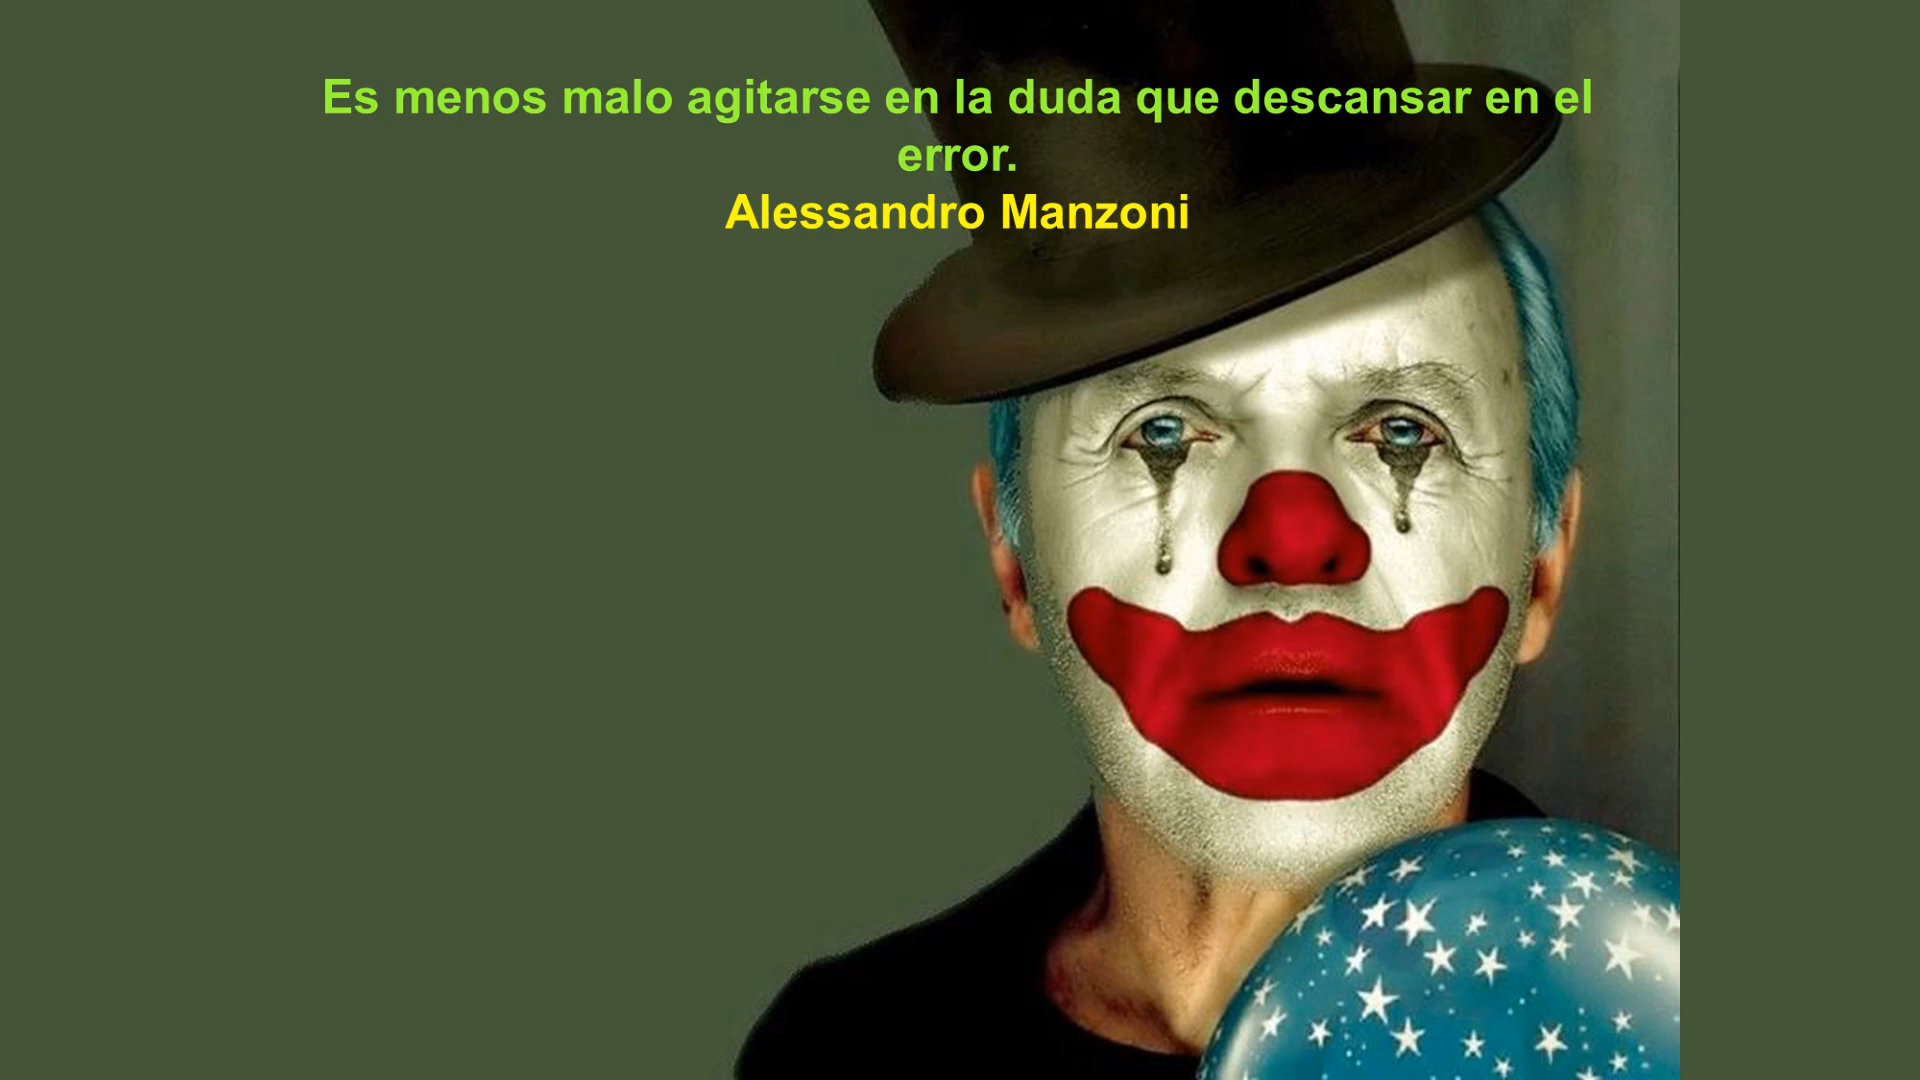 Es menos malo agitarse en la duda que descansar en el
error.
Alessandro Manzoni